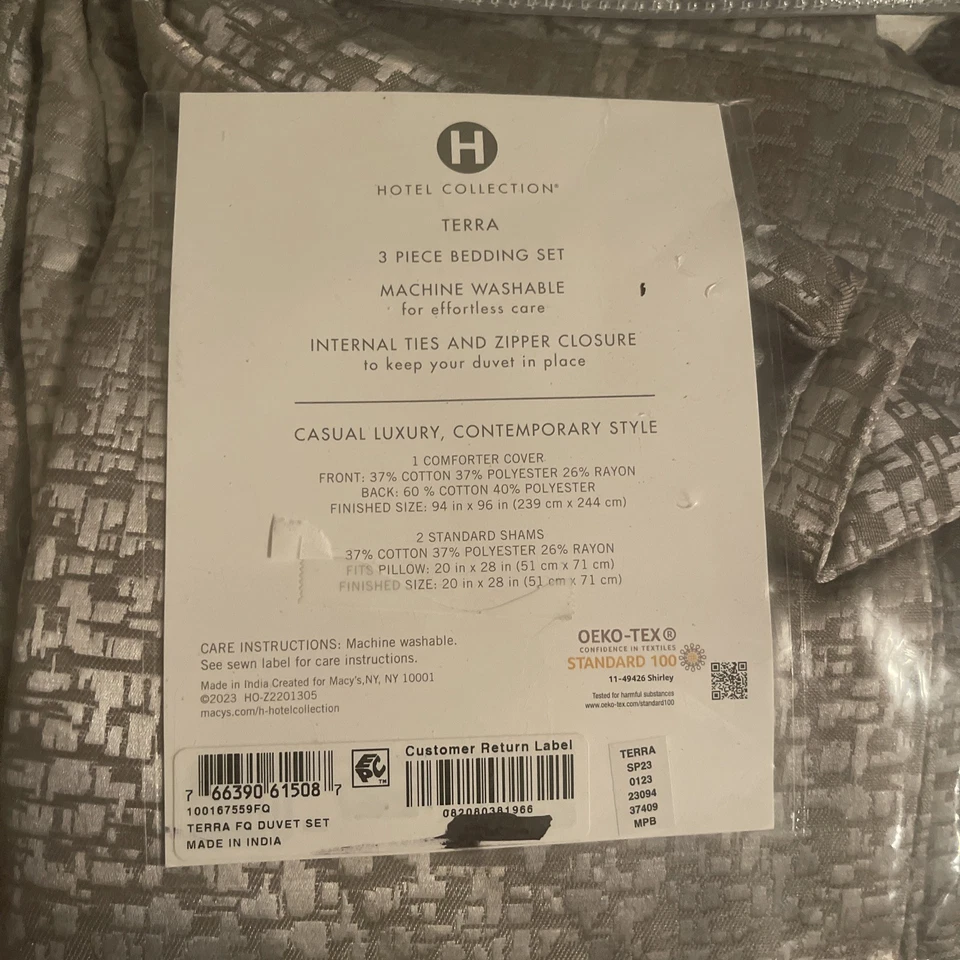 H
HOTEL COLLECTION®
TERRA
3 PIECE BEDDING SET
MACHINE WASHABLE
for effortless care
INTERNAL TIES AND ZIPPER CLOSURE
to keep your duvet in place
CASUAL LUXURY, CONTEMPORARY STYLE
1 COMFORTER COVER
FRONT: 37% COTTON 37% POLYESTER 26% RAYON
BACK: 60 % COTTON 40% POLYESTER
FINISHED SIZE: 94 in x 96 in (239 cm x 244 cm)
2 STANDARD SHAMS
37% COTTON 37% POLYESTER 26% RAYON
FITS PILLOW: 20 in x 28 in (51 cm x 71 cm)
FINISHED SIZE: 20 in x 28 in (51 cm x 71 cm)
CARE INSTRUCTIONS: Machine washable.
See sewn label for care instructions.
Made in India Created for Macy's,NY, NY 10001
©2023 HO-Z2201305
macys.com/h-hotelcollection
OEKO-TEX®
CONFIDENCE IN TEXTILES
STANDARD 100
11-49426 Shirley
Tested for harmful substances
www.oeko-tex.com/standard100
7 66390 61508 7
100167559FQ
TERRA FQ DUVET SET
MADE IN INDIA
EPC™
Customer Return Label
082080381966
TERRA
SP23
0123
23094
37409
MPB